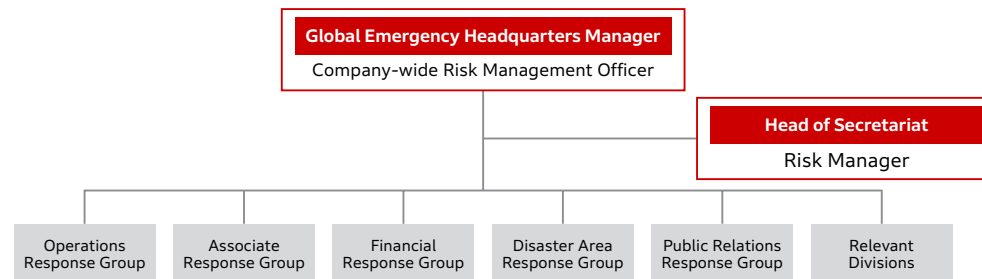 Global Emergency Headquarters Manager
Company-wide Risk Management Officer
Head of Secretariat
Risk Manager
Operations
Response Group
Associate
Response Group
Financial
Response Group
Disaster Area
Response Group
Public Relations
Response Group
Relevant
Divisions